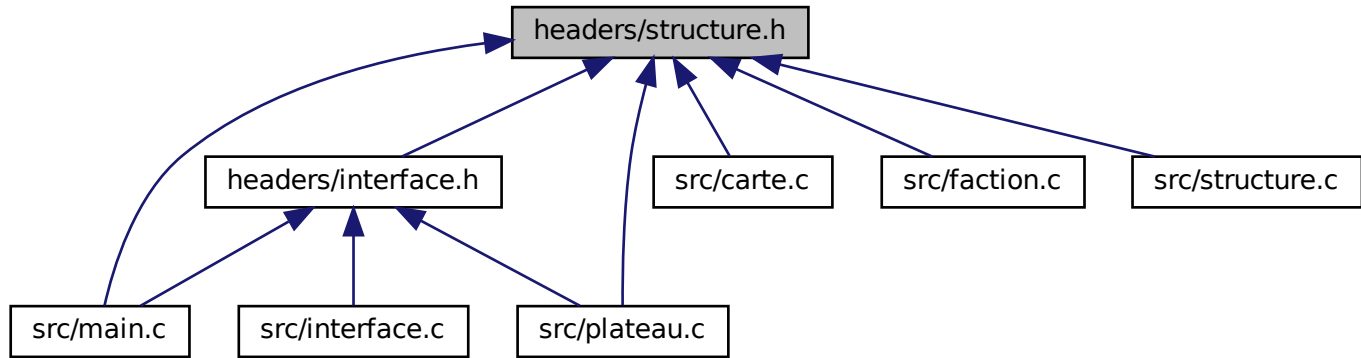 headers/structure.h
headers/interface.h
src/carte.c
src/faction.c
src/structure.c
src/main.c
src/interface.c
src/plateau.c